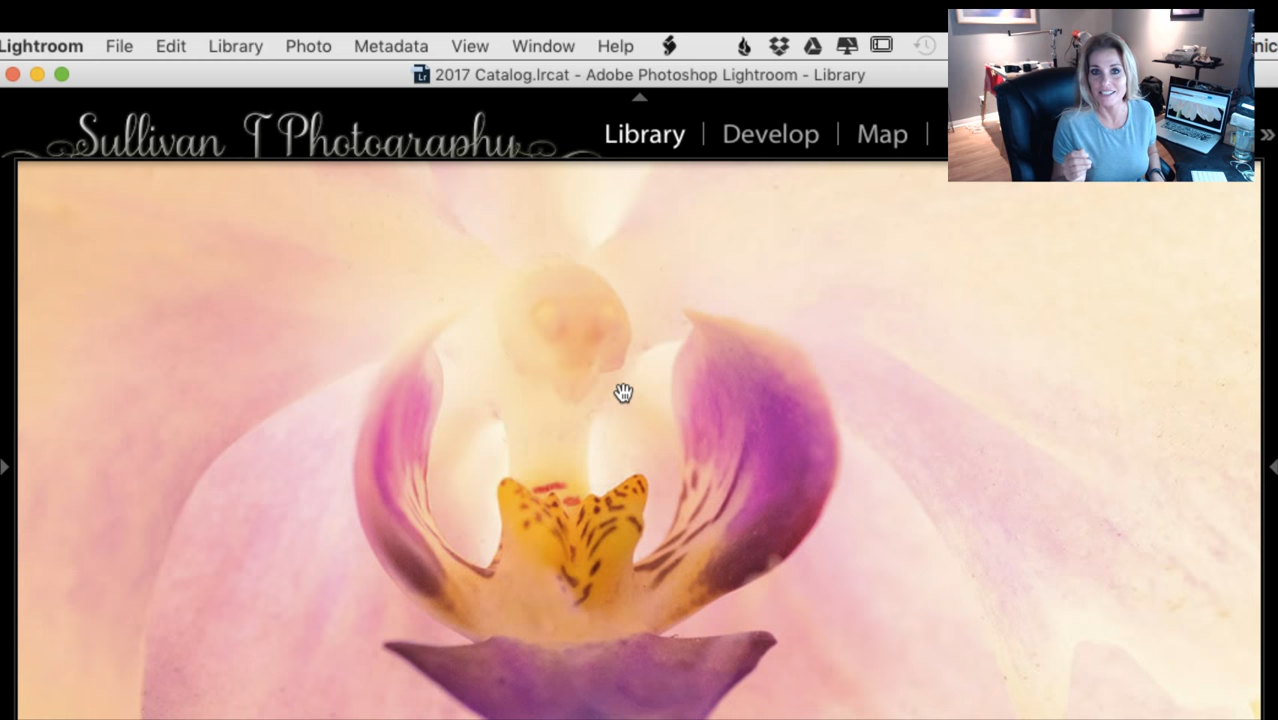 Lightroom File Edit Library Photo Metadata View Window Help
2017 Catalog.lrcat - Adobe Photoshop Lightroom - Library
Sullivan J Photography
Library | Develop | Map |